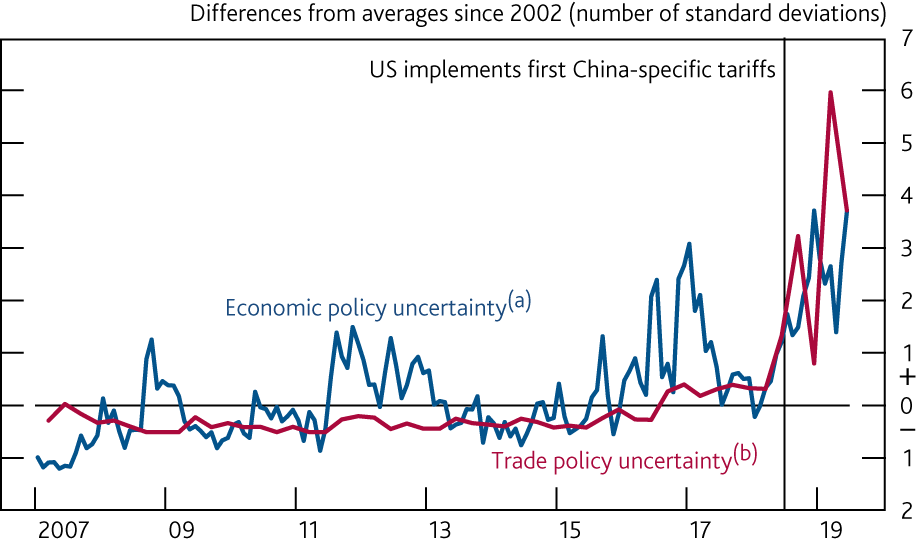 Differences from averages since 2002 (number of standard deviations)
7
US implements first China-specific tariffs
6
5
4
3
Economic policy uncertainty(a)
2
1
+
0
–
Trade policy uncertainty(b)
1
2
2007 09 11 13 15 17 19